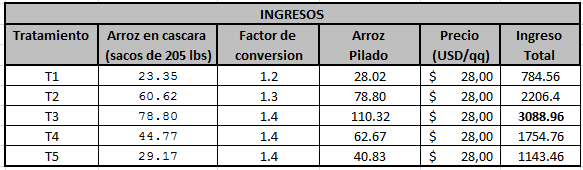 INGRESOS
Tratamiento Arroz en cascara (sacos de 205 lbs) Factor de conversion Arroz Pilado Precio (USD/qq) Ingreso Total
T1 23.35 1.2 28.02 $ 28,00 784.56
T2 60.62 1.3 78.80 $ 28,00 2206.4
T3 78.80 1.4 110.32 $ 28,00 3088.96
T4 44.77 1.4 62.67 $ 28,00 1754.76
T5 29.17 1.4 40.83 $ 28,00 1143.46